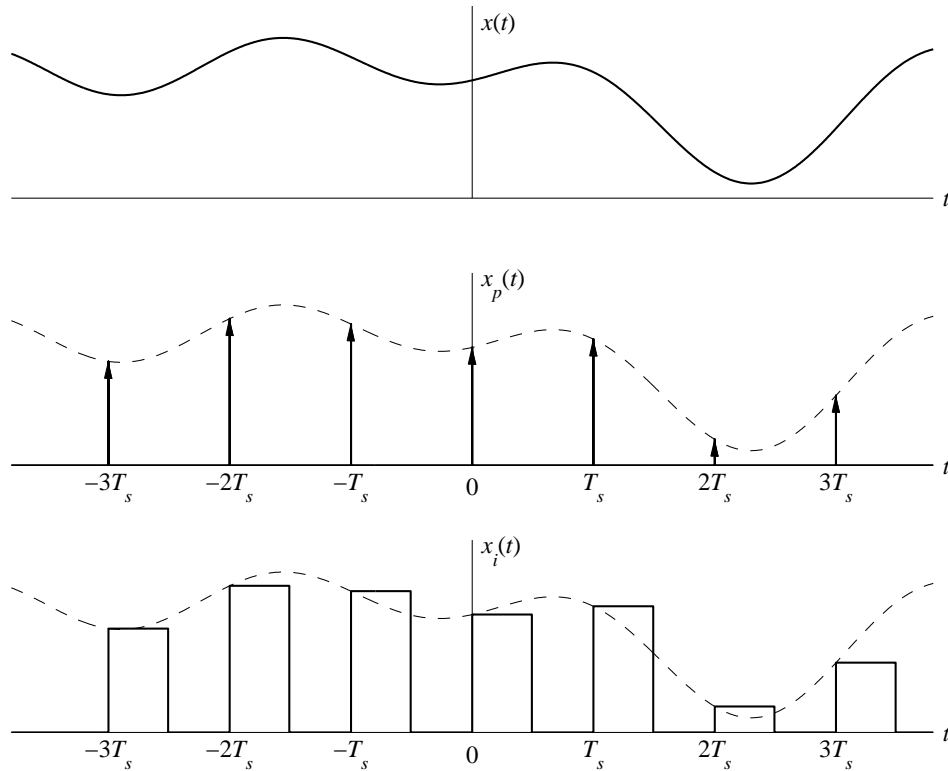 x(t)
t
x_p(t)
t
−3T_s −2T_s −T_s 0 T_s 2T_s 3T_s
x_i(t)
t
−3T_s −2T_s −T_s 0 T_s 2T_s 3T_s